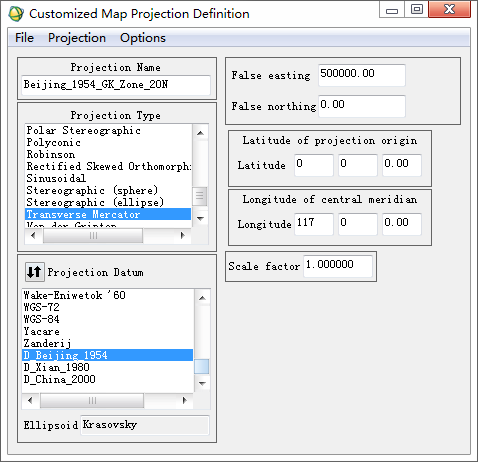 Customized Map Projection Definition
File Projection Options
Projection Name
Beijing_1954_GK_Zone_20N
Projection Type
Polar Stereographic
Polyconic
Robinson
Rectified Skewed Orthomorphi
Sinusoidal
Stereographic (sphere)
Stereographic (ellipse)
Transverse Mercator
Van der Grinten
Projection Datum
Wake-Eniwetok '60
WGS-72
WGS-84
Yacare
Zanderij
D_Beijing_1954
D_Xian_1980
D_China_2000
Ellipsoid Krasovsky
False easting 500000.00
False northing 0.00
Latitude of projection origin
Latitude 0 0 0.00
Longitude of central meridian
Longitude 117 0 0.00
Scale factor 1.000000